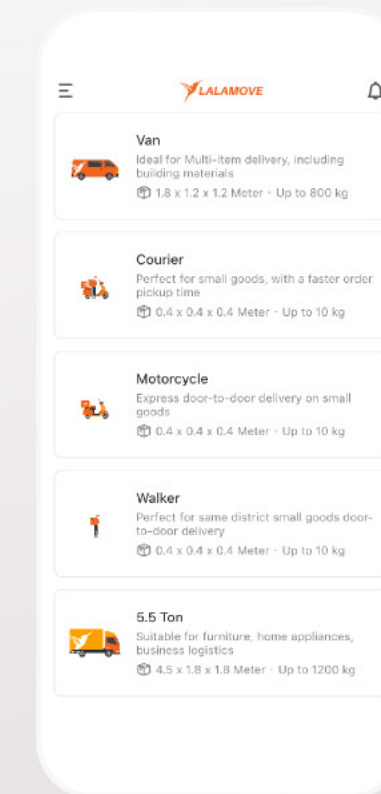 LALAMOVE
Van
Ideal for Multi-item delivery, including
building materials
1.8 x 1.2 x 1.2 Meter · Up to 800 kg
Courier
Perfect for small goods, with a faster order
pickup time
0.4 x 0.4 x 0.4 Meter · Up to 10 kg
Motorcycle
Express door-to-door delivery on small
goods
0.4 x 0.4 x 0.4 Meter · Up to 10 kg
Walker
Perfect for same district small goods door-
to-door delivery
0.4 x 0.4 x 0.4 Meter · Up to 10 kg
5.5 Ton
Suitable for furniture, home appliances,
business logistics
4.5 x 1.8 x 1.8 Meter · Up to 1200 kg